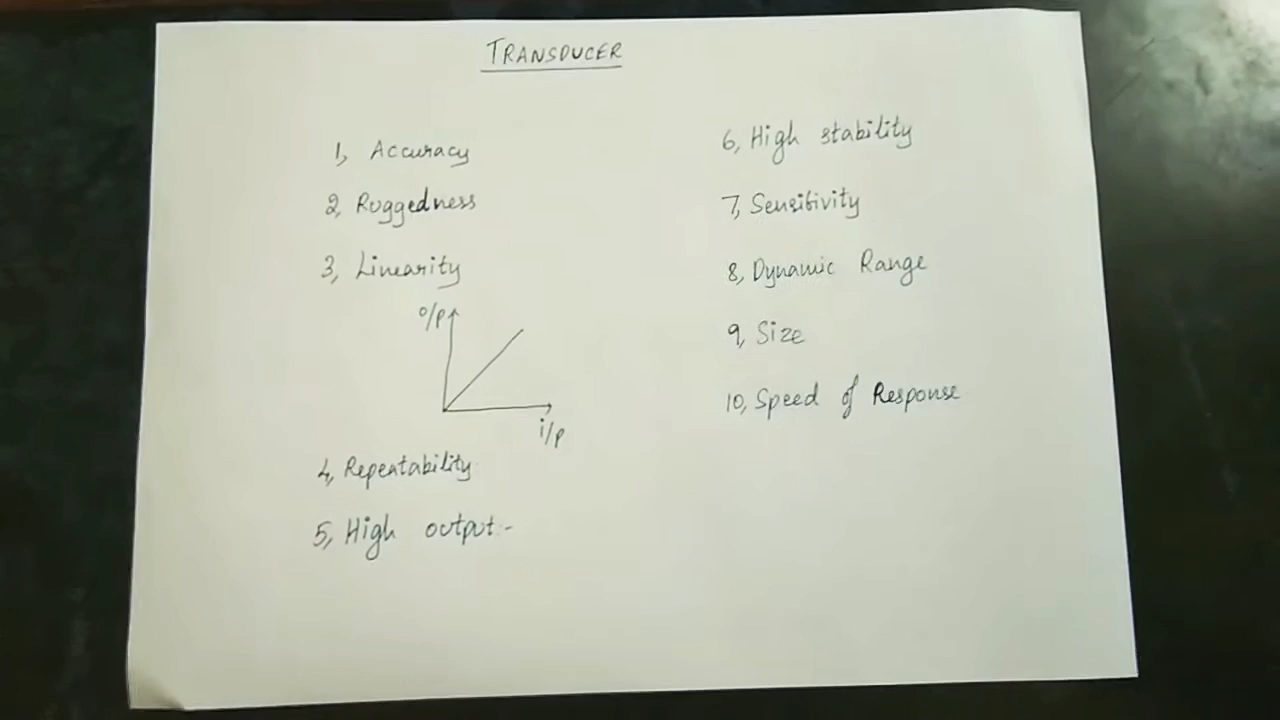 TRANSDUCER
1, Accuracy
2, Ruggedness
3, Linearity
o/p
i/p
4, Repeatability
5, High output:-
6, High stability
7, Sensitivity
8, Dynamic Range
9, Size
10, Speed of Response